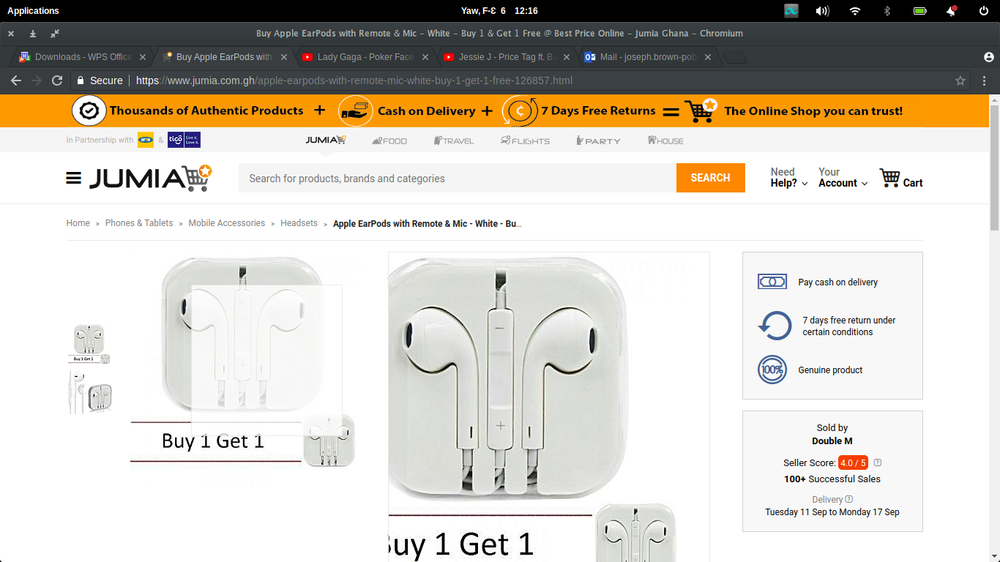 Applications
Yaw, F-Ɛ 6 12:16
Buy Apple EarPods with Remote & Mic – White – Buy 1 & Get 1 Free @ Best Price Online – Jumia Ghana – Chromium
Downloads - WPS Office
Buy Apple EarPods with
Lady Gaga - Poker Face
Jessie J - Price Tag ft. B.
Mail - joseph.brown-pob
Secure
https://www.jumia.com.gh/apple-earpods-with-remote-mic-white-buy-1-get-1-free-126857.html
Thousands of Authentic Products + Cash on Delivery + 7 Days Free Returns = The Online Shop you can trust!
In Partnership with MTN & tigo Live it. Love it.
JUMIA FOOD TRAVEL FLIGHTS PARTY HOUSE
JUMIA
Search for products, brands and categories
SEARCH
Need Help?
Your Account
Cart
Home > Phones & Tablets > Mobile Accessories > Headsets > Apple EarPods with Remote & Mic - White - Bu...
Buy 1 Get 1
Buy 1 Get 1
uy 1 Get 1
Pay cash on delivery
7 days free return under
certain conditions
100%
Genuine product
Sold by
Double M
Seller Score: 4.0 / 5
100+ Successful Sales
Delivery
Tuesday 11 Sep to Monday 17 Sep